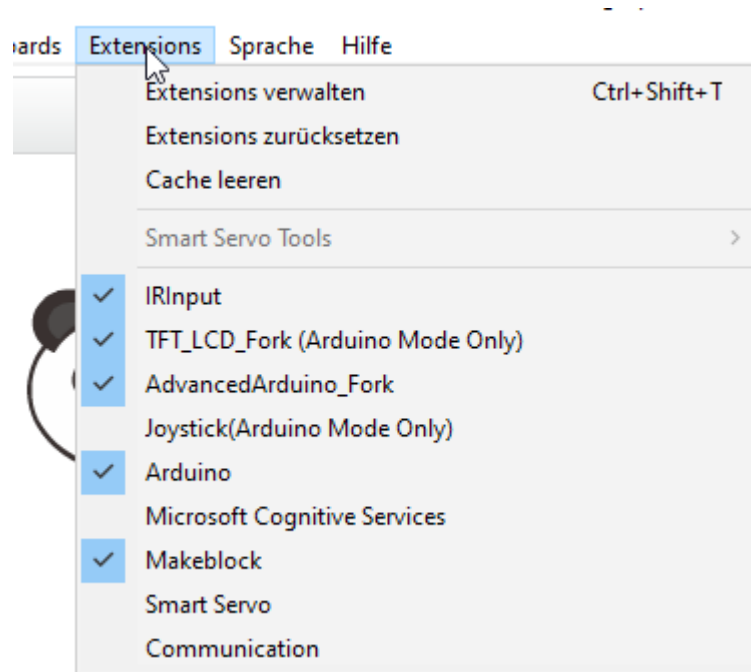 oards Extensions Sprache Hilfe
Extensions verwalten Ctrl+Shift+T
Extensions zurücksetzen
Cache leeren
Smart Servo Tools
IRInput
TFT_LCD_Fork (Arduino Mode Only)
AdvancedArduino_Fork
Joystick(Arduino Mode Only)
Arduino
Microsoft Cognitive Services
Makeblock
Smart Servo
Communication